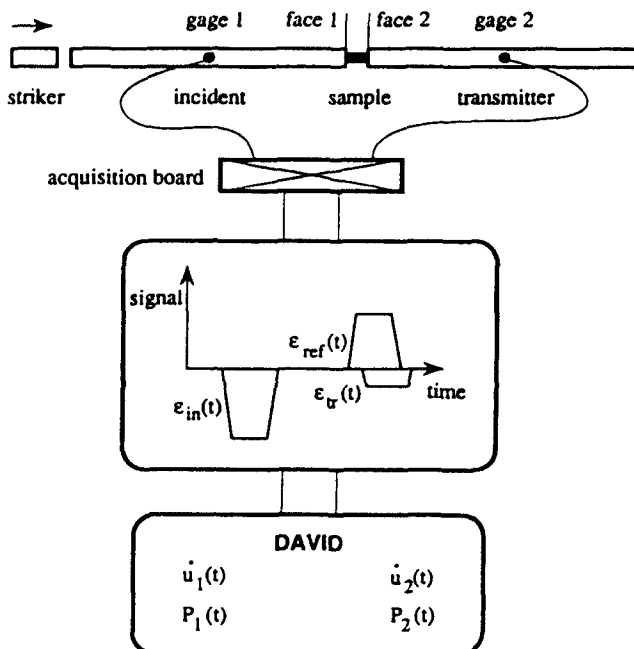 gage 1 face 1 face 2 gage 2
striker incident sample transmitter
acquisition board
signal
ε_ref(t)
ε_in(t) ε_tr(t) time
DAVID
u̇_1(t) u̇_2(t)
P_1(t) P_2(t)